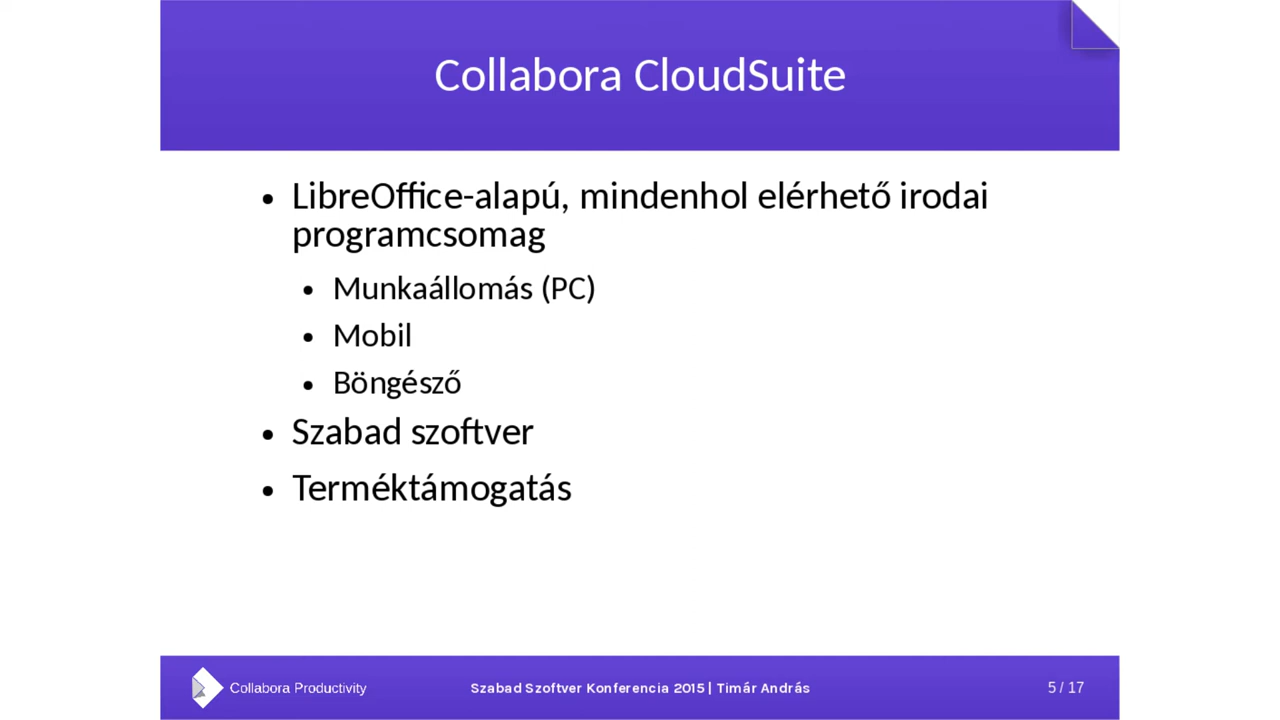 Collabora CloudSuite
• LibreOffice-alapú, mindenhol elérhető irodai
programcsomag
• Munkaállomás (PC)
• Mobil
• Böngésző
• Szabad szoftver
• Terméktámogatás
Collabora Productivity
Szabad Szoftver Konferencia 2015 | Timár András
5 / 17